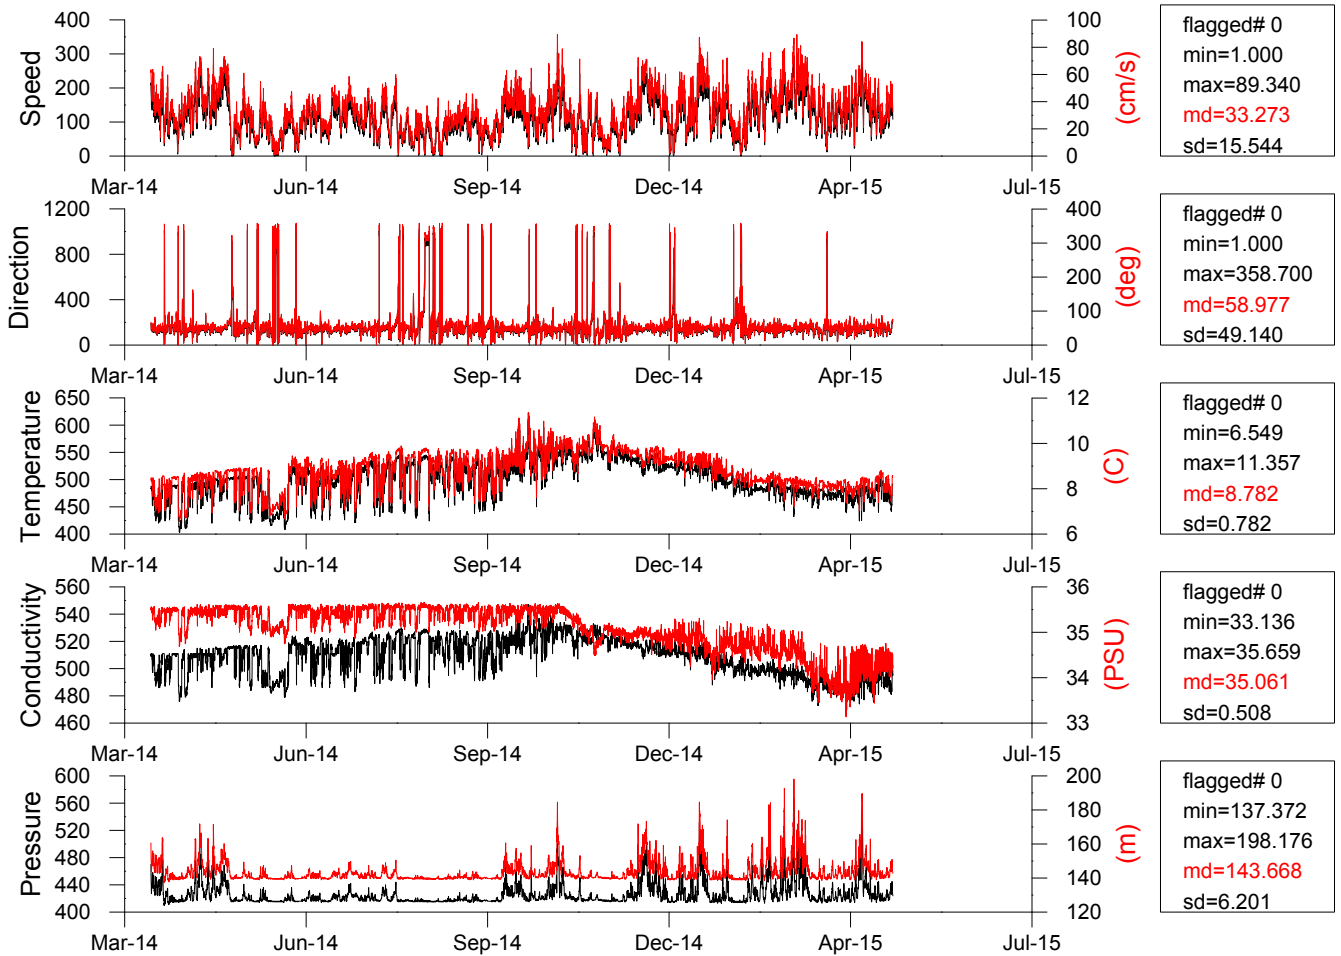 400
300
200
100
0
Speed
100
80
60
40
20
0
(cm/s)
Mar-14 Jun-14 Sep-14 Dec-14 Apr-15 Jul-15
flagged# 0
min=1.000
max=89.340
md=33.273
sd=15.544
1200
800
400
0
Direction
400
300
200
100
0
(deg)
Mar-14 Jun-14 Sep-14 Dec-14 Apr-15 Jul-15
flagged# 0
min=1.000
max=358.700
md=58.977
sd=49.140
650
600
550
500
450
400
Temperature
12
10
8
6
(C)
Mar-14 Jun-14 Sep-14 Dec-14 Apr-15 Jul-15
flagged# 0
min=6.549
max=11.357
md=8.782
sd=0.782
560
540
520
500
480
460
Conductivity
36
35
34
33
(PSU)
Mar-14 Jun-14 Sep-14 Dec-14 Apr-15 Jul-15
flagged# 0
min=33.136
max=35.659
md=35.061
sd=0.508
600
560
520
480
440
400
Pressure
200
180
160
140
120
(m)
Mar-14 Jun-14 Sep-14 Dec-14 Apr-15 Jul-15
flagged# 0
min=137.372
max=198.176
md=143.668
sd=6.201